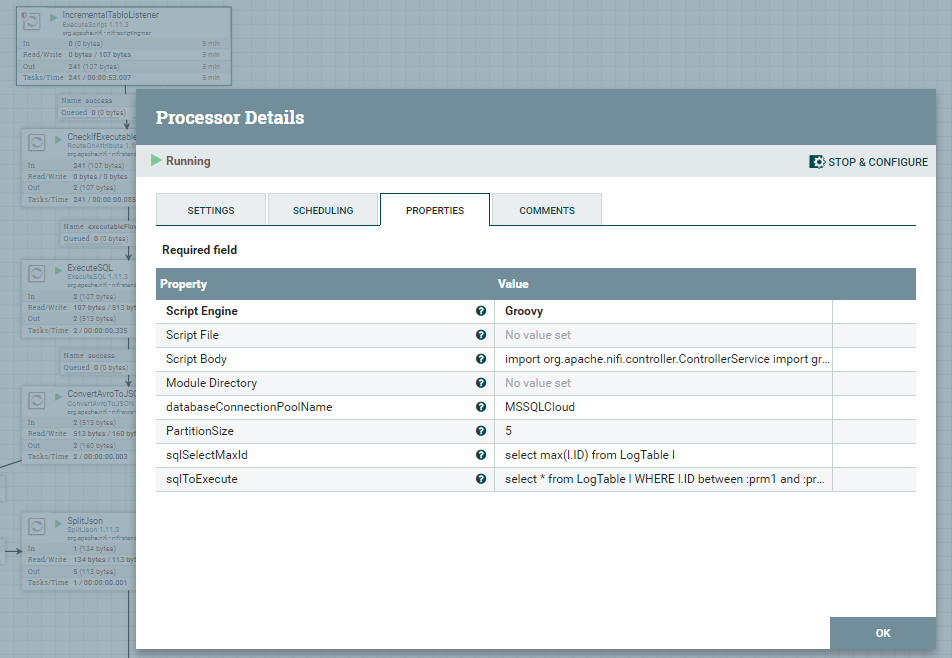 IncrementalTabloListener
ExecuteScript 1.11.3
org.apache.nifi - nifi-scripting-nar
In 0 (0 bytes) 5 min
Read/Write 0 bytes / 107 bytes 5 min
Out 241 (107 bytes) 5 min
Tasks/Time 241 / 00:00:53.007 5 min
Name success
Queued 0 (0 bytes)
CheckIfExecutable
RouteOnAttribute 1.1
org.apache.nifi - nifi-stand
In 241 (107 bytes)
Read/Write 0 bytes / 0 bytes
Out 2 (107 bytes)
Tasks/Time 241 / 00:00:00.085
Name executableFlow
Queued 0 (0 bytes)
ExecuteSQL
ExecuteSQL 1.11.3
org.apache.nifi - nifi-stand
In 2 (107 bytes)
Read/Write 107 bytes / 513 byt
Out 2 (513 bytes)
Tasks/Time 2 / 00:00:00.335
Name success
Queued 0 (0 bytes)
ConvertAvroToJSO
ConvertAvroToJSON
In 2 (513 bytes)
Read/Write 513 bytes / 160 byt
Out 2 (160 bytes)
Tasks/Time 2 / 00:00:00.003
SplitJson
SplitJson 1.11.3
org.apache.nifi - nifi-stand
In 1 (134 bytes)
Read/Write 134 bytes / 113 byt
Out 5 (113 bytes)
Tasks/Time 1 / 00:00:00.001
Processor Details
Running
STOP & CONFIGURE
SETTINGS SCHEDULING PROPERTIES COMMENTS
Required field
Property Value
Script Engine Groovy
Script File No value set
Script Body import org.apache.nifi.controller.ControllerService import gr...
Module Directory No value set
databaseConnectionPoolName MSSQLCloud
PartitionSize 5
sqlSelectMaxId select max(l.ID) from LogTable l
sqlToExecute select * from LogTable l WHERE l.ID between :prm1 and :pr...
OK